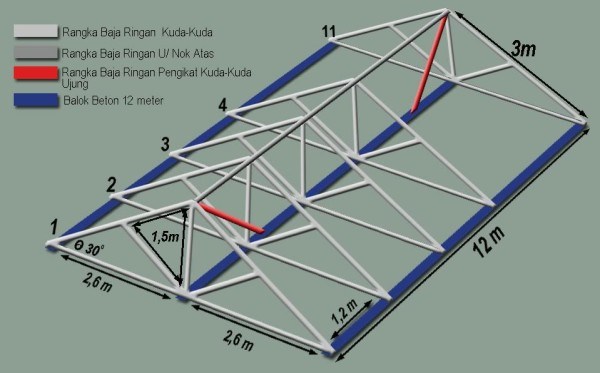 Rangka Baja Ringan Kuda-Kuda
Rangka Baja Ringan U/ Nok Atas
Rangka Baja Ringan Pengikat Kuda-Kuda
Ujung
Balok Beton 12 meter
11
3m
4
3
2
1
Θ 30°
1,5m
2,6 m
2,6 m
1,2 m
12 m